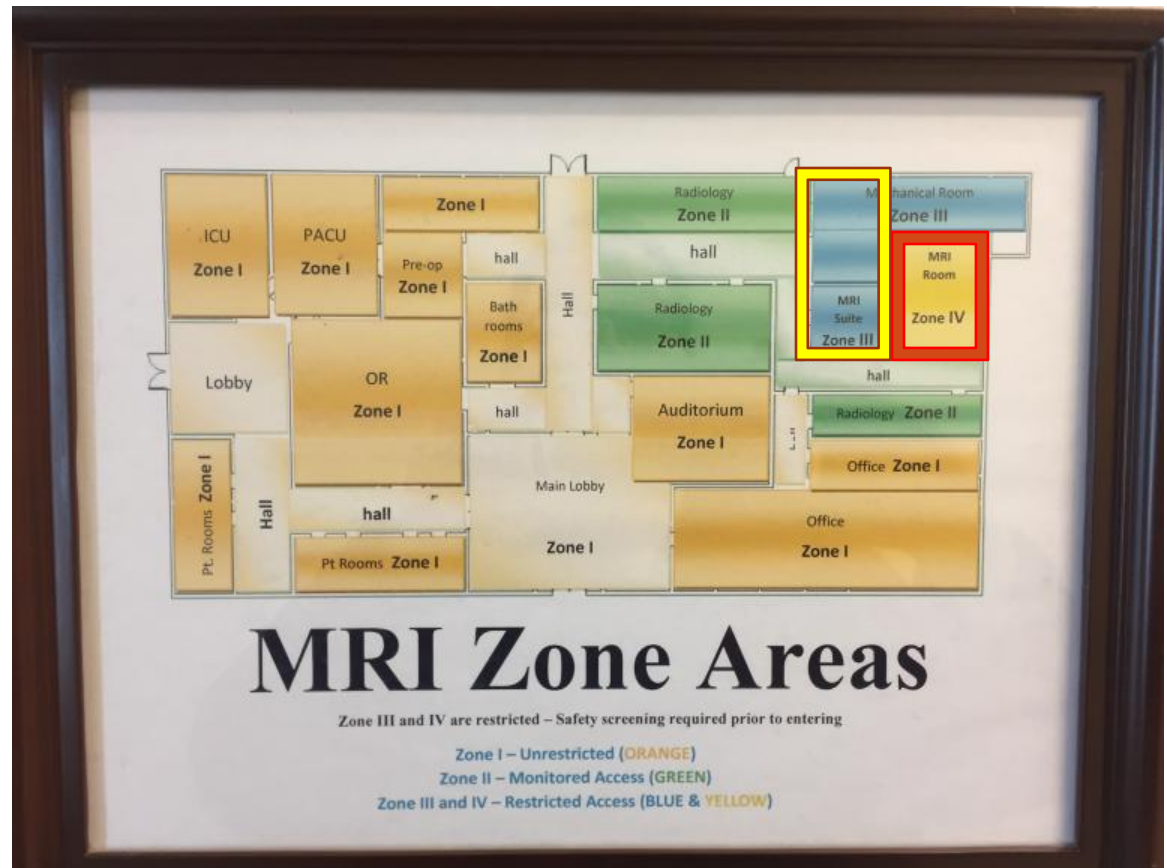 Radiology
Zone II
Mechanical Room
Zone III
Zone I
ICU
Zone I
PACU
Zone I
Pre-op
Zone I
hall
Hall
hall
MRI
Room
Zone IV
Bath
rooms
Zone I
Radiology
Zone II
MRI
Suite
Zone III
hall
Lobby
OR
Zone I
hall
Auditorium
Zone I
Radiology Zone II
Office Zone I
Pt. Rooms Zone I
Hall
hall
Pt Rooms Zone I
Main Lobby
Zone I
Office
Zone I
MRI Zone Areas
Zone III and IV are restricted – Safety screening required prior to entering
Zone I – Unrestricted (ORANGE)
Zone II – Monitored Access (GREEN)
Zone III and IV – Restricted Access (BLUE & YELLOW)